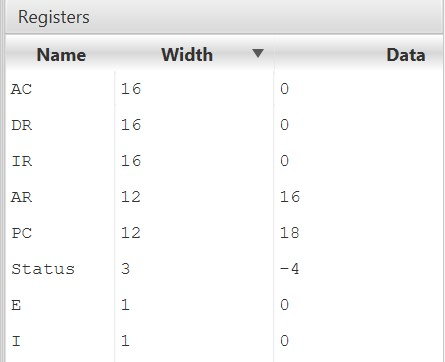 Registers
Name Width ▼ Data
AC 16 0
DR 16 0
IR 16 0
AR 12 16
PC 12 18
Status 3 -4
E 1 0
I 1 0